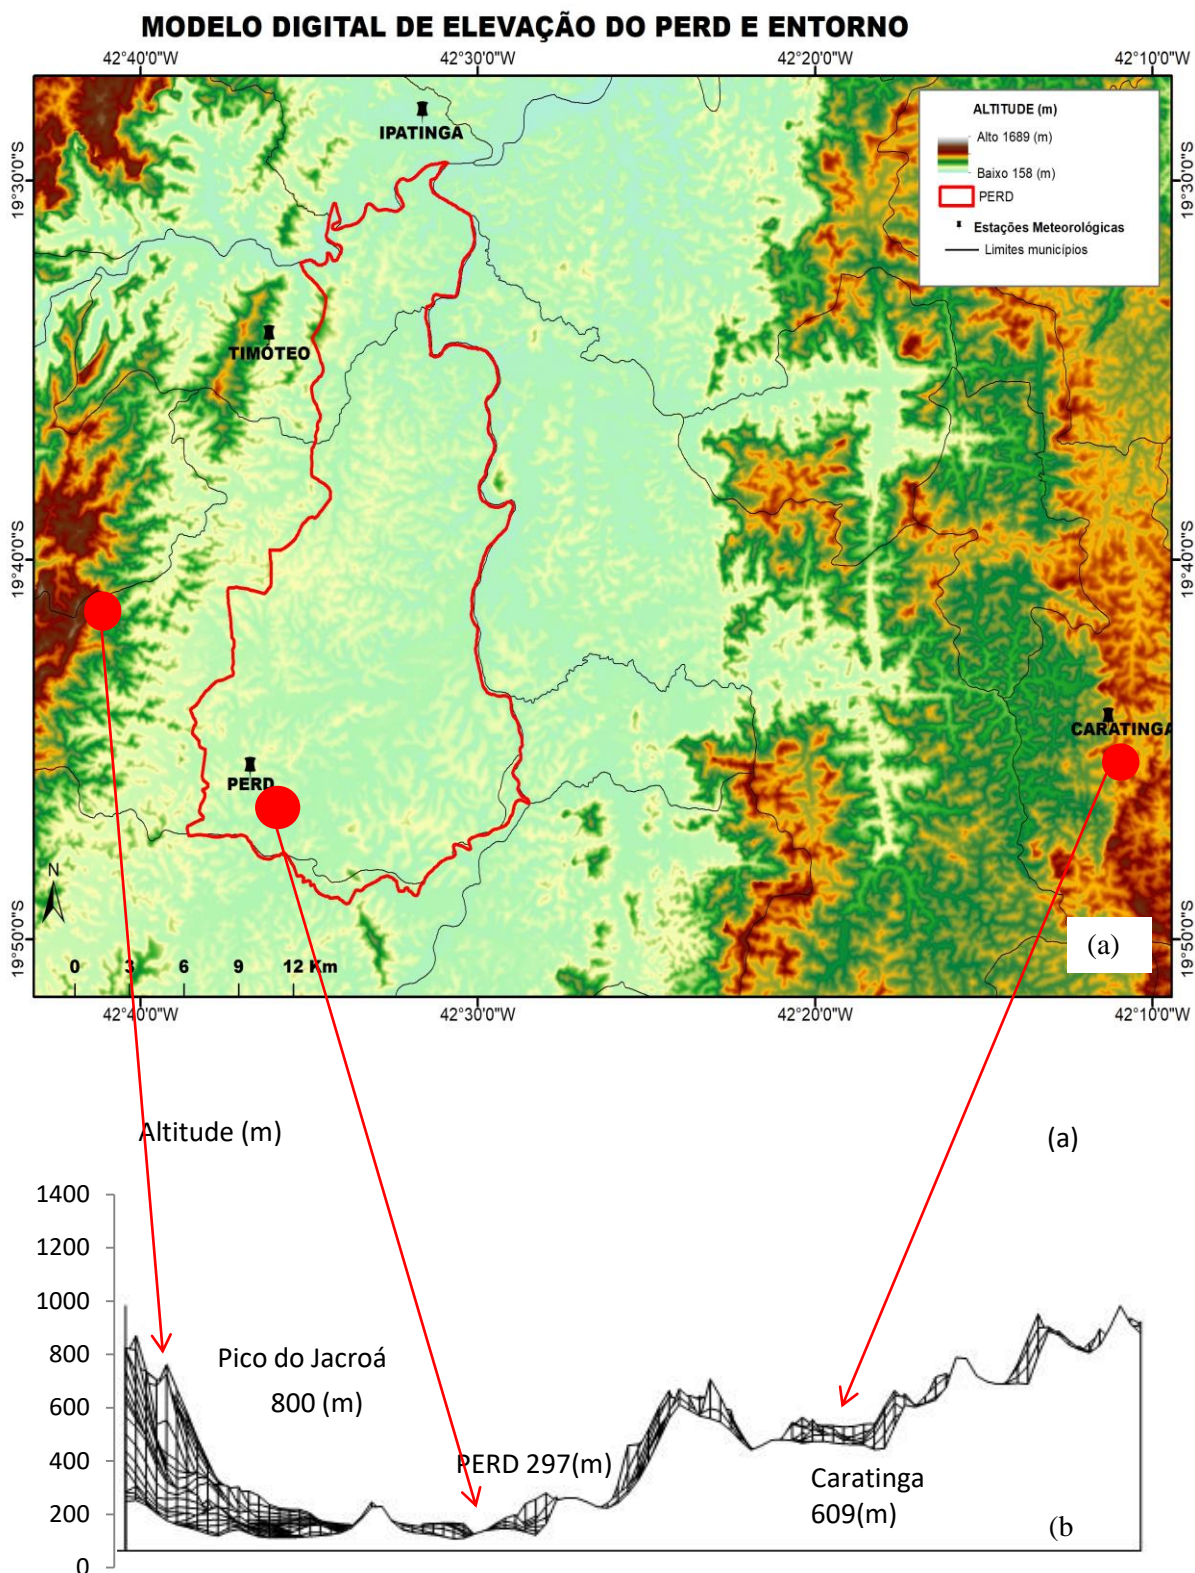 MODELO DIGITAL DE ELEVAÇÃO DO PERD E ENTORNO
42°40'0"W 42°30'0"W 42°20'0"W 42°10'0"W
ALTITUDE (m)
Alto 1689 (m)
Baixo 158 (m)
PERD
Estações Meteorológicas
Limites municípios
IPATINGA
19°30'0"S 19°30'0"S
TIMÓTEO
19°40'0"S 19°40'0"S
CARATINGA
PERD
N
19°50'0"S 19°50'0"S
(a)
0 3 6 9 12 Km
42°40'0"W 42°30'0"W 42°20'0"W 42°10'0"W
Altitude (m)
(a)
1400
1200
1000
800
600
400
200
0
Pico do Jacroá
800 (m)
PERD 297(m)
Caratinga
609(m)
(b